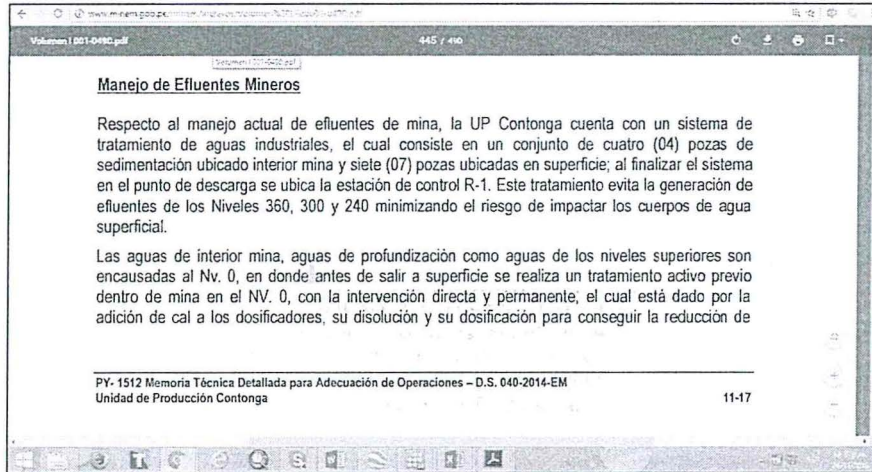 www.minem.gob.pe
Volumen I 001-0490.pdf
445 / 490
Volumen I 001-0490.pdf
Manejo de Efluentes Mineros
Respecto al manejo actual de efluentes de mina, la UP Contonga cuenta con un sistema de
tratamiento de aguas industriales, el cual consiste en un conjunto de cuatro (04) pozas de
sedimentación ubicado interior mina y siete (07) pozas ubicadas en superficie; al finalizar el sistema
en el punto de descarga se ubica la estación de control R-1. Este tratamiento evita la generación de
efluentes de los Niveles 360, 300 y 240 minimizando el riesgo de impactar los cuerpos de agua
superficial.
Las aguas de interior mina, aguas de profundización como aguas de los niveles superiores son
encausadas al Nv. 0, en donde antes de salir a superficie se realiza un tratamiento activo previo
dentro de mina en el NV. 0, con la intervención directa y permanente; el cual está dado por la
adición de cal a los dosificadores, su disolución y su dosificación para conseguir la reducción de
PY- 1512 Memoria Técnica Detallada para Adecuación de Operaciones – D.S. 040-2014-EM
Unidad de Producción Contonga
11-17